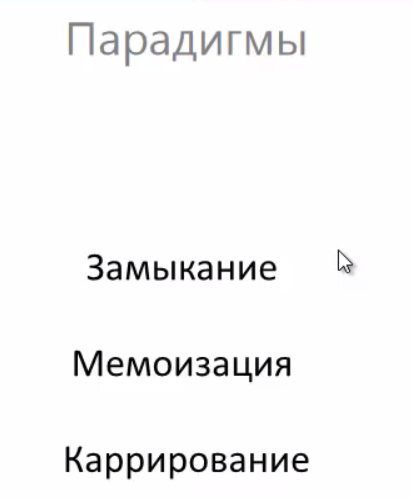 Парадигмы
Замыкание
Мемоизация
Каррирование